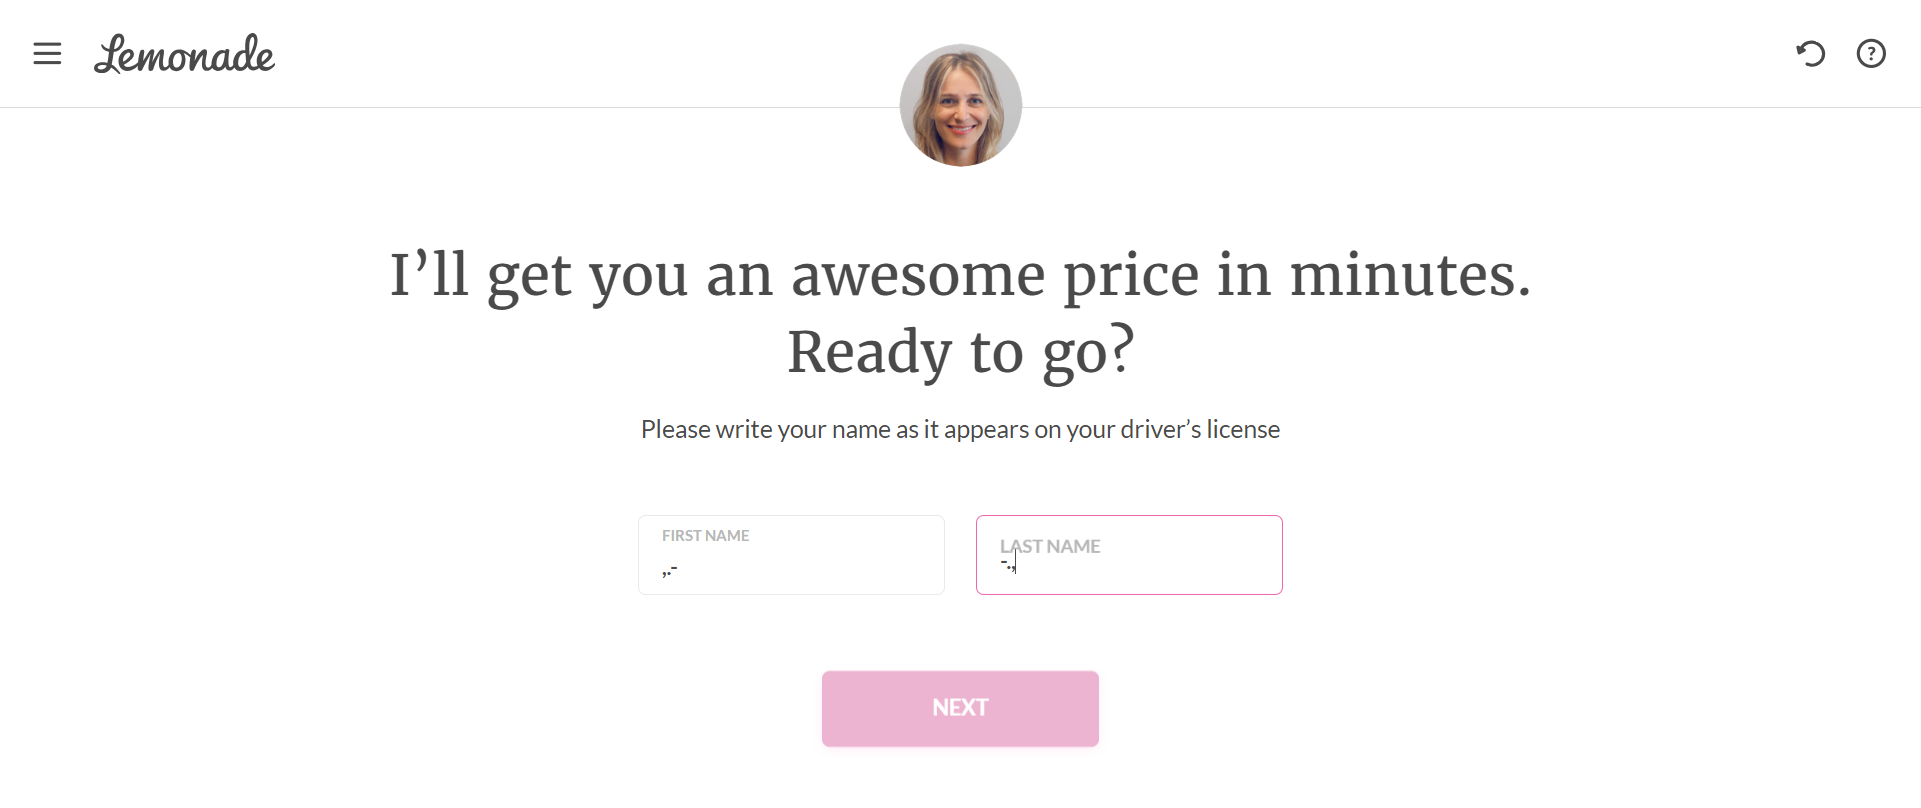 Lemonade
?
I’ll get you an awesome price in minutes.
Ready to go?
Please write your name as it appears on your driver’s license
FIRST NAME
,.-
LAST NAME
-.,
NEXT